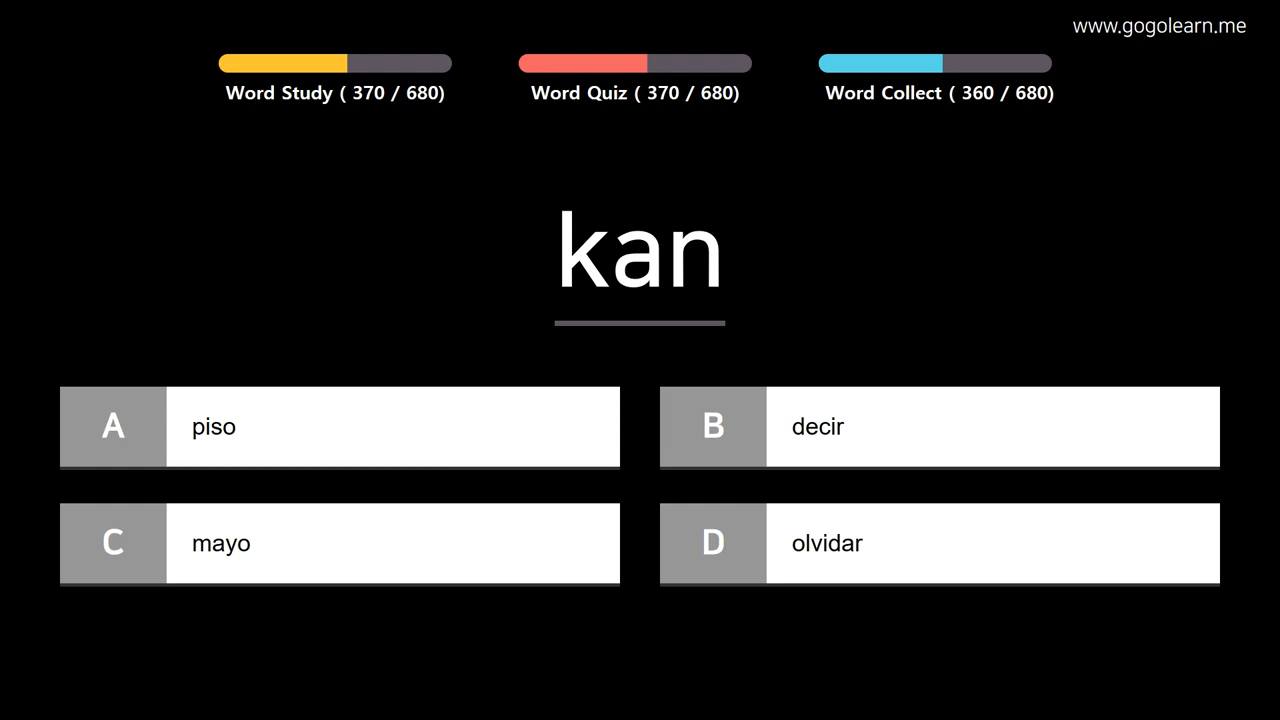 www.gogolearn.me
Word Study ( 370 / 680)
Word Quiz ( 370 / 680)
Word Collect ( 360 / 680)
kan
A piso
B decir
C mayo
D olvidar